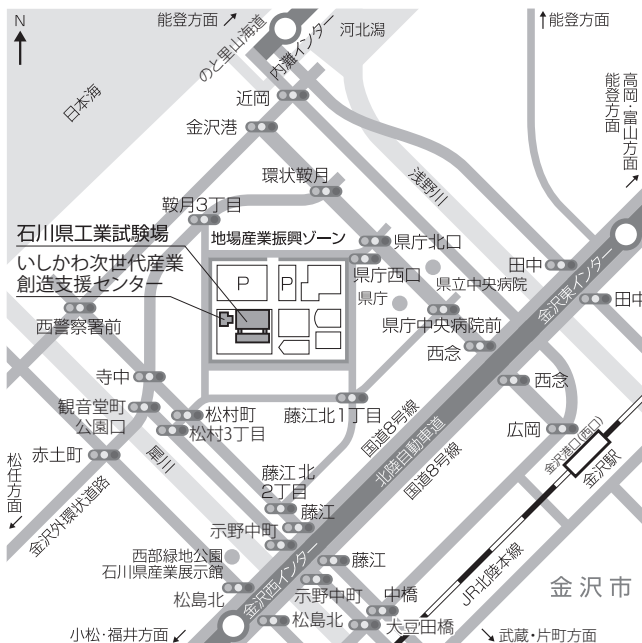 N
能登方面
能登方面
のと里山海道
内灘インター
河北潟
日本海
近岡
金沢港
高岡・富山方面
能登方面
浅野川
環状鞍月
鞍月3丁目
石川県工業試験場
地場産業振興ゾーン
県庁北口
いしかわ次世代産業
創造支援センター
県庁西口
県立中央病院
田中
P
P
県庁
金沢東インター
田中
西警察署前
県庁中央病院前
西念
寺中
西念
観音堂町
公園口
松村町
藤江北1丁目
松村3丁目
国道8号線
北陸自動車道
国道8号線
広岡
金沢港口(西口)
金沢駅
赤土町
犀川
松任方面
金沢外環状道路
藤江北
2丁目
藤江
示野中町
西部緑地公園
石川県産業展示館
金沢西インター
藤江
JR北陸本線
金沢市
松島北
示野中町
中橋
松島北
犬豆田橋
小松・福井方面
武蔵・片町方面